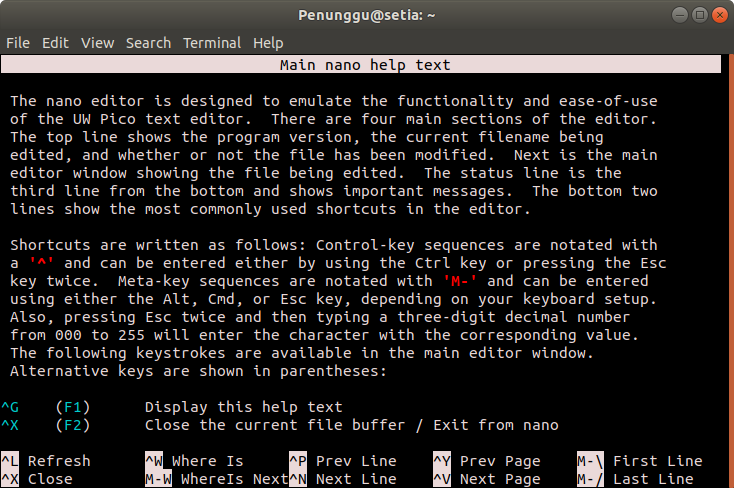 Penunggu@setia: ~
File Edit View Search Terminal Help
Main nano help text
The nano editor is designed to emulate the functionality and ease-of-use
of the UW Pico text editor.  There are four main sections of the editor.
The top line shows the program version, the current filename being
edited, and whether or not the file has been modified.  Next is the main
editor window showing the file being edited.  The status line is the
third line from the bottom and shows important messages.  The bottom two
lines show the most commonly used shortcuts in the editor.
Shortcuts are written as follows: Control-key sequences are notated with
a '^' and can be entered either by using the Ctrl key or pressing the Esc
key twice.  Meta-key sequences are notated with 'M-' and can be entered
using either the Alt, Cmd, or Esc key, depending on your keyboard setup.
Also, pressing Esc twice and then typing a three-digit decimal number
from 000 to 255 will enter the character with the corresponding value.
The following keystrokes are available in the main editor window.
Alternative keys are shown in parentheses:
^G (F1) Display this help text
^X (F2) Close the current file buffer / Exit from nano
^L Refresh ^W Where Is ^P Prev Line ^Y Prev Page M-\ First Line
^X Close M-W WhereIs Next ^N Next Line ^V Next Page M-/ Last Line